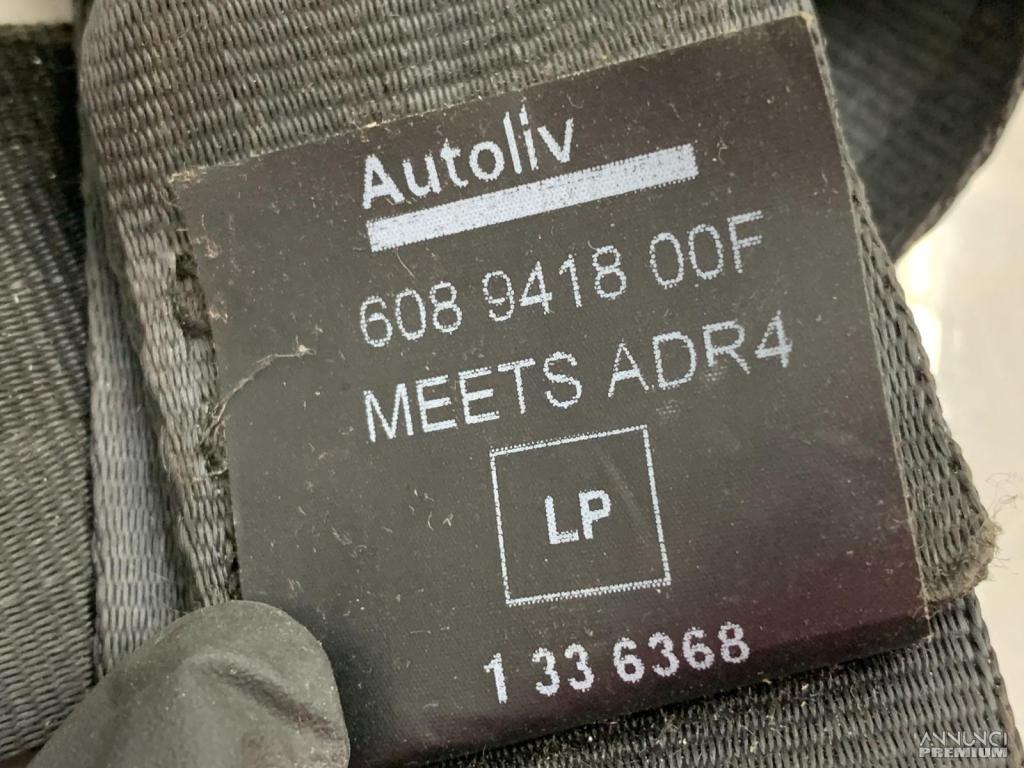 Autoliv
608 9418 00F
MEETS ADR4
LP
1 33 6368
ANNUNCI
PREMIUM